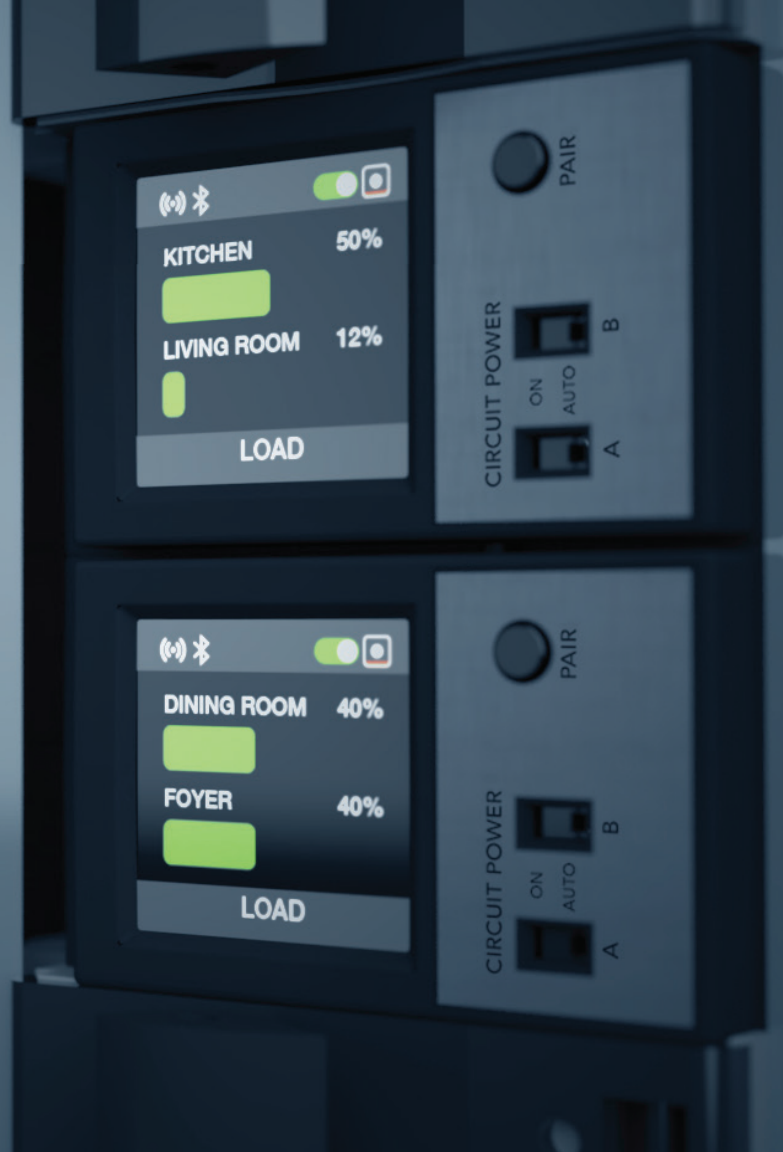 KITCHEN 50%
LIVING ROOM 12%
LOAD
PAIR
CIRCUIT POWER
ON
AUTO
B
A
DINING ROOM 40%
FOYER 40%
LOAD
PAIR
CIRCUIT POWER
ON
AUTO
B
A